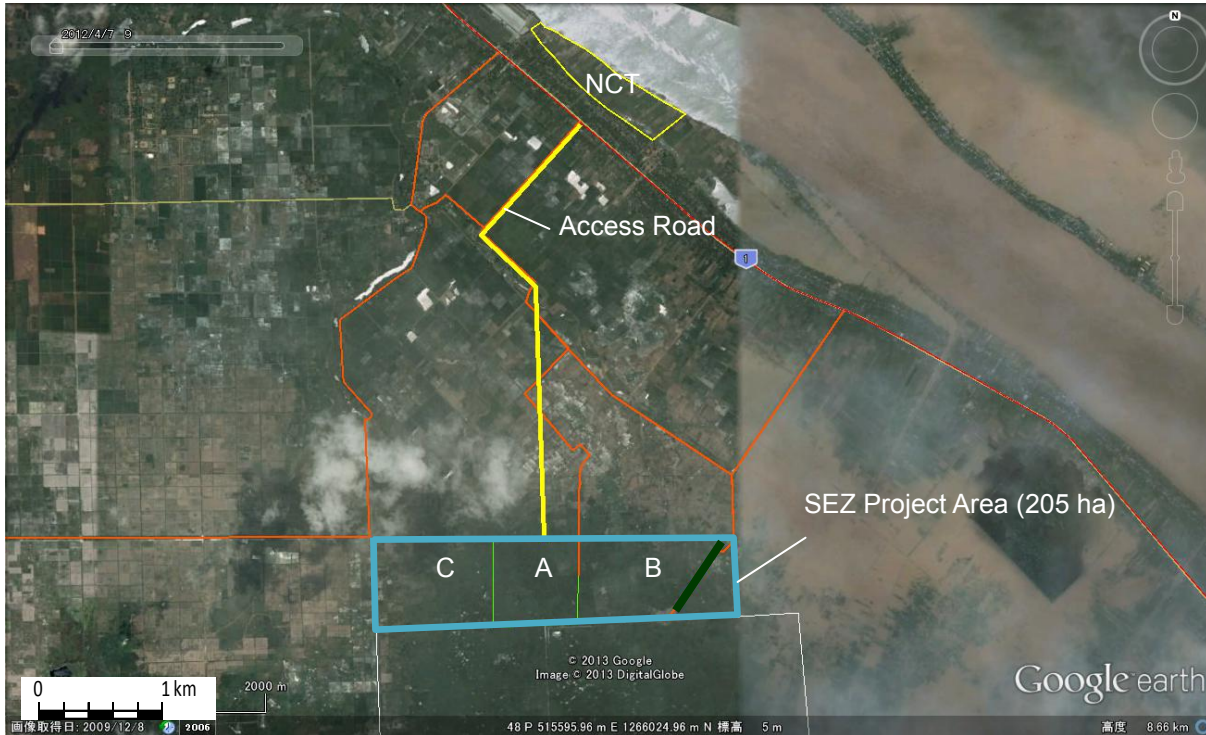 2012/4/7 9
N
NCT
Access Road
1
SEZ Project Area (205 ha)
C
A
B
© 2013 Google
Image © 2013 DigitalGlobe
Google earth
0 1 km
2000 m
画像取得日: 2009/12/8 2006
48 P 515595.96 m E 1266024.96 m N 標高 5 m
高度 8.66 km